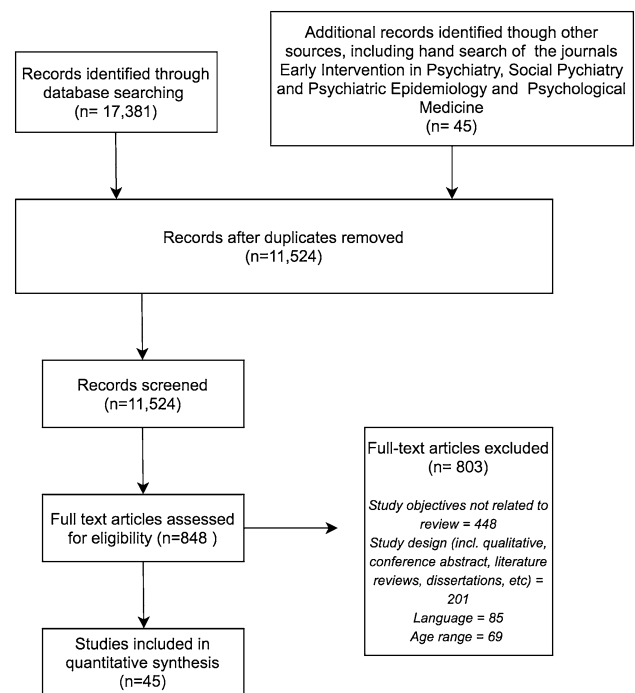 Records identified through
database searching
(n= 17,381)
Additional records identified though other
sources, including hand search of the journals
Early Intervention in Psychiatry, Social Pychiatry
and Psychiatric Epidemiology and Psychological
Medicine
(n= 45)
Records after duplicates removed
(n=11,524)
Records screened
(n=11,524)
Full text articles assessed
for eligibility (n=848 )
Full-text articles excluded
(n= 803)
Study objectives not related to
review = 448
Study design (incl. qualitative,
conference abstract, literature
reviews, dissertations, etc) =
201
Language = 85
Age range = 69
Studies included in
quantitative synthesis
(n=45)